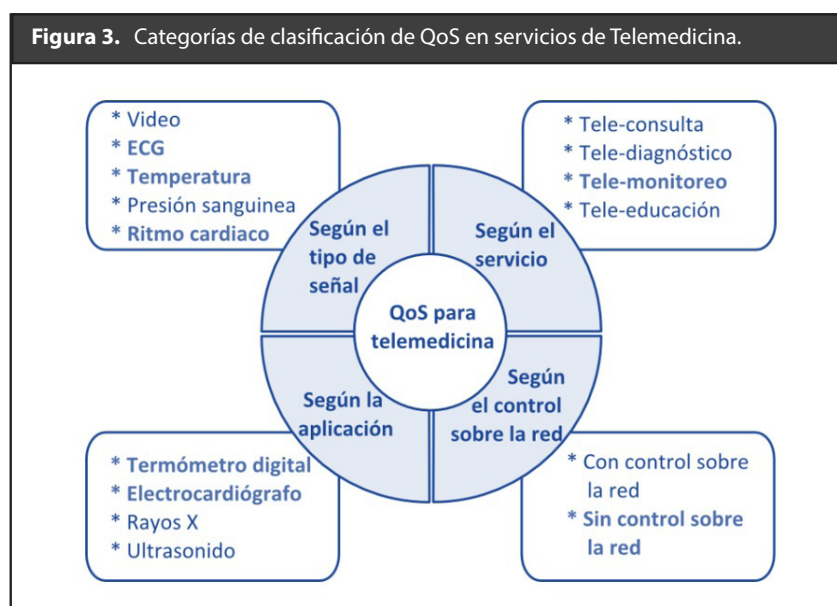 Figura 3. Categorías de clasificación de QoS en servicios de Telemedicina.
* Video
* ECG
* Temperatura
* Presión sanguinea
* Ritmo cardiaco
* Tele-consulta
* Tele-diagnóstico
* Tele-monitoreo
* Tele-educación
Según el
tipo de
señal
Según el
servicio
QoS para
telemedicina
Según la
aplicación
Según
el control
sobre la red
* Termómetro digital
* Electrocardiógrafo
* Rayos X
* Ultrasonido
* Con control sobre
la red
* Sin control sobre
la red